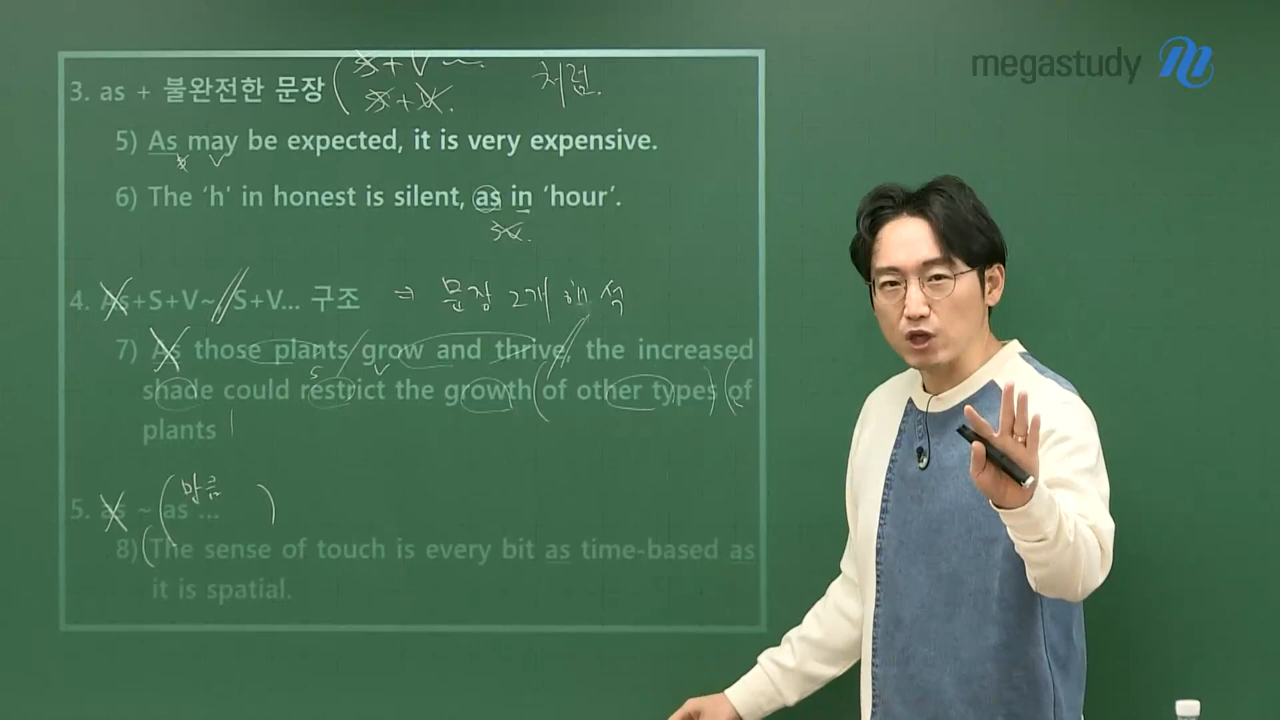 megastudy
3. as + 불완전한 문장 ( S+V ~. 처럼.
S+V.
5) As may be expected, it is very expensive.
S V
6) The ‘h' in honest is silent, as in ‘hour’.
SV.
4. As+S+V~, S+V... 구조 ⇒ 문장 2개 해석
7) As those plants grow and thrive, the increased
S V
shade could restrict the growth (of other types) (of
plants
만큼
5. as ~ (as ... )
8) (The sense of touch is every bit as time-based as
it is spatial.